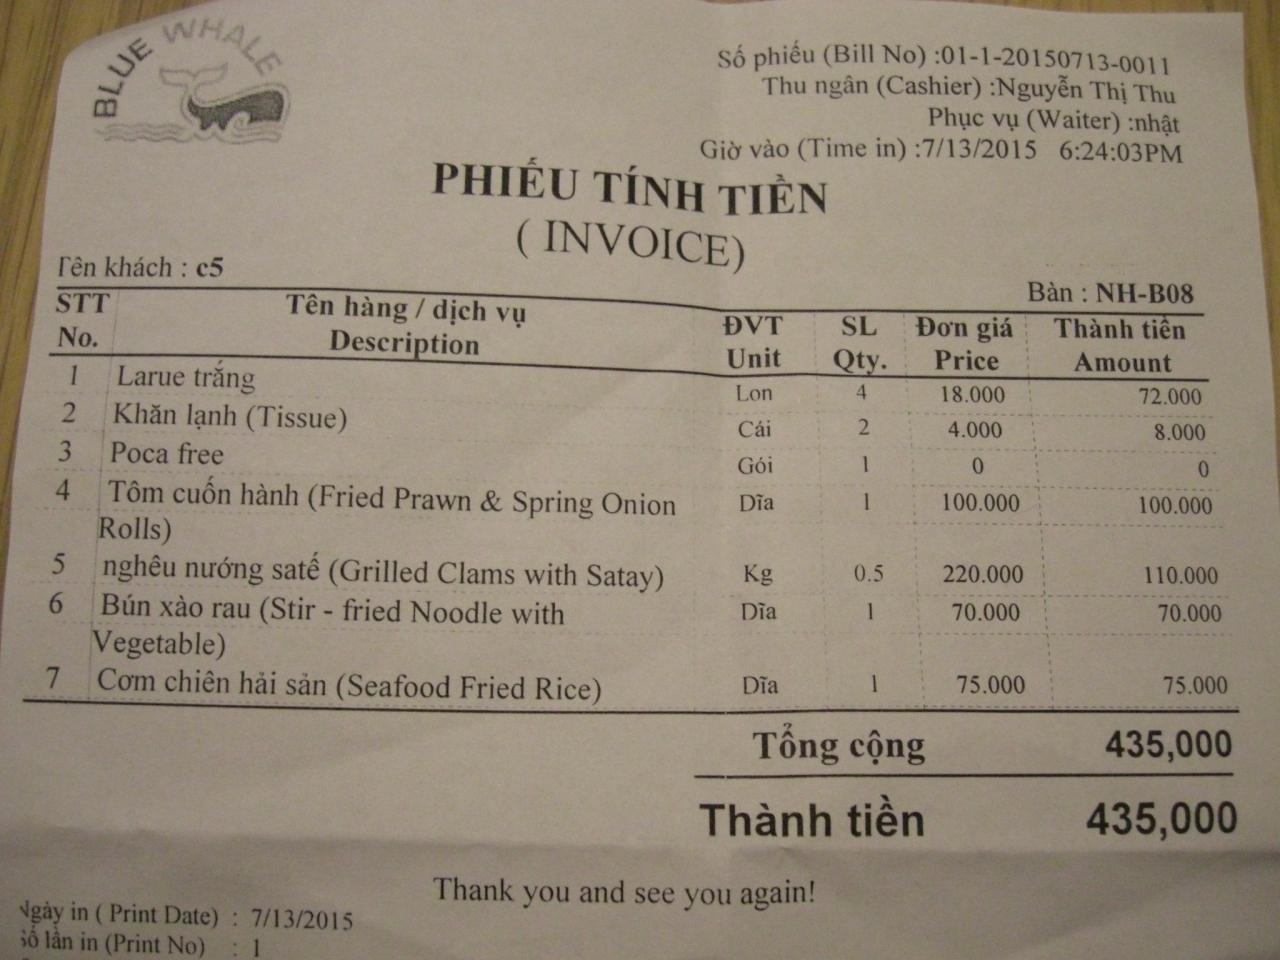 BLUE WHALE
Số phiếu (Bill No) :01-1-20150713-0011
Thu ngân (Cashier) :Nguyễn Thị Thu
Phục vụ (Waiter) :nhật
Giờ vào (Time in) :7/13/2015 6:24:03PM
PHIẾU TÍNH TIỀN
( INVOICE)
Tên khách : c5
Bàn : NH-B08
STT Tên hàng / dịch vụ ĐVT SL Đơn giá Thành tiền
No. Description Unit Qty. Price Amount
1 Larue trắng Lon 4 18.000 72.000
2 Khăn lạnh (Tissue) Cái 2 4.000 8.000
3 Poca free Gói 1 0 0
4 Tôm cuốn hành (Fried Prawn & Spring Onion Dĩa 1 100.000 100.000
Rolls)
5 nghêu nướng satế (Grilled Clams with Satay) Kg 0.5 220.000 110.000
6 Bún xào rau (Stir - fried Noodle with Dĩa 1 70.000 70.000
Vegetable)
7 Cơm chiên hải sản (Seafood Fried Rice) Dĩa 1 75.000 75.000
Tổng cộng 435,000
Thành tiền 435,000
Thank you and see you again!
Ngày in ( Print Date) : 7/13/2015
Số lần in (Print No) : 1